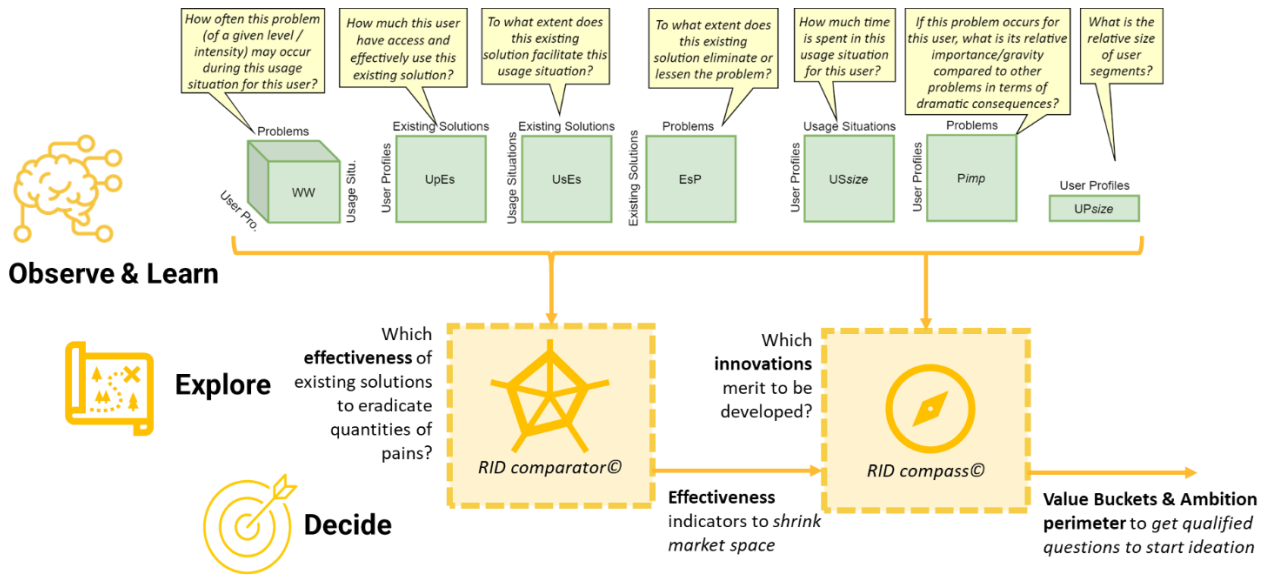 How often this problem
(of a given level /
intensity) may occur
during this usage
situation for this user?
How much this user
have access and
effectively use this
existing solution?
To what extent does
this existing
solution facilitate this
usage situation?
To what extent does
this existing
solution eliminate or
lessen the problem?
How much time
is spent in this
usage situation
for this user?
If this problem occurs for
this user, what is its relative
importance/gravity
compared to other
problems in terms of
dramatic consequences?
What is the
relative size
of user
segments?
Problems
User Pro.
WW
Usage Situ.
Existing Solutions
User Profiles
UpEs
Existing Solutions
Usage Situations
UsEs
Problems
Existing Solutions
EsP
Usage Situations
User Profiles
USsize
Problems
User Profiles
Pimp
User Profiles
UPsize
Observe & Learn
Explore
Which
effectiveness of
existing solutions
to eradicate
quantities of
pains?
RID comparator©
Which
innovations
merit to be
developed?
RID compass©
Decide
Effectiveness
indicators to shrink
market space
Value Buckets & Ambition
perimeter to get qualified
questions to start ideation